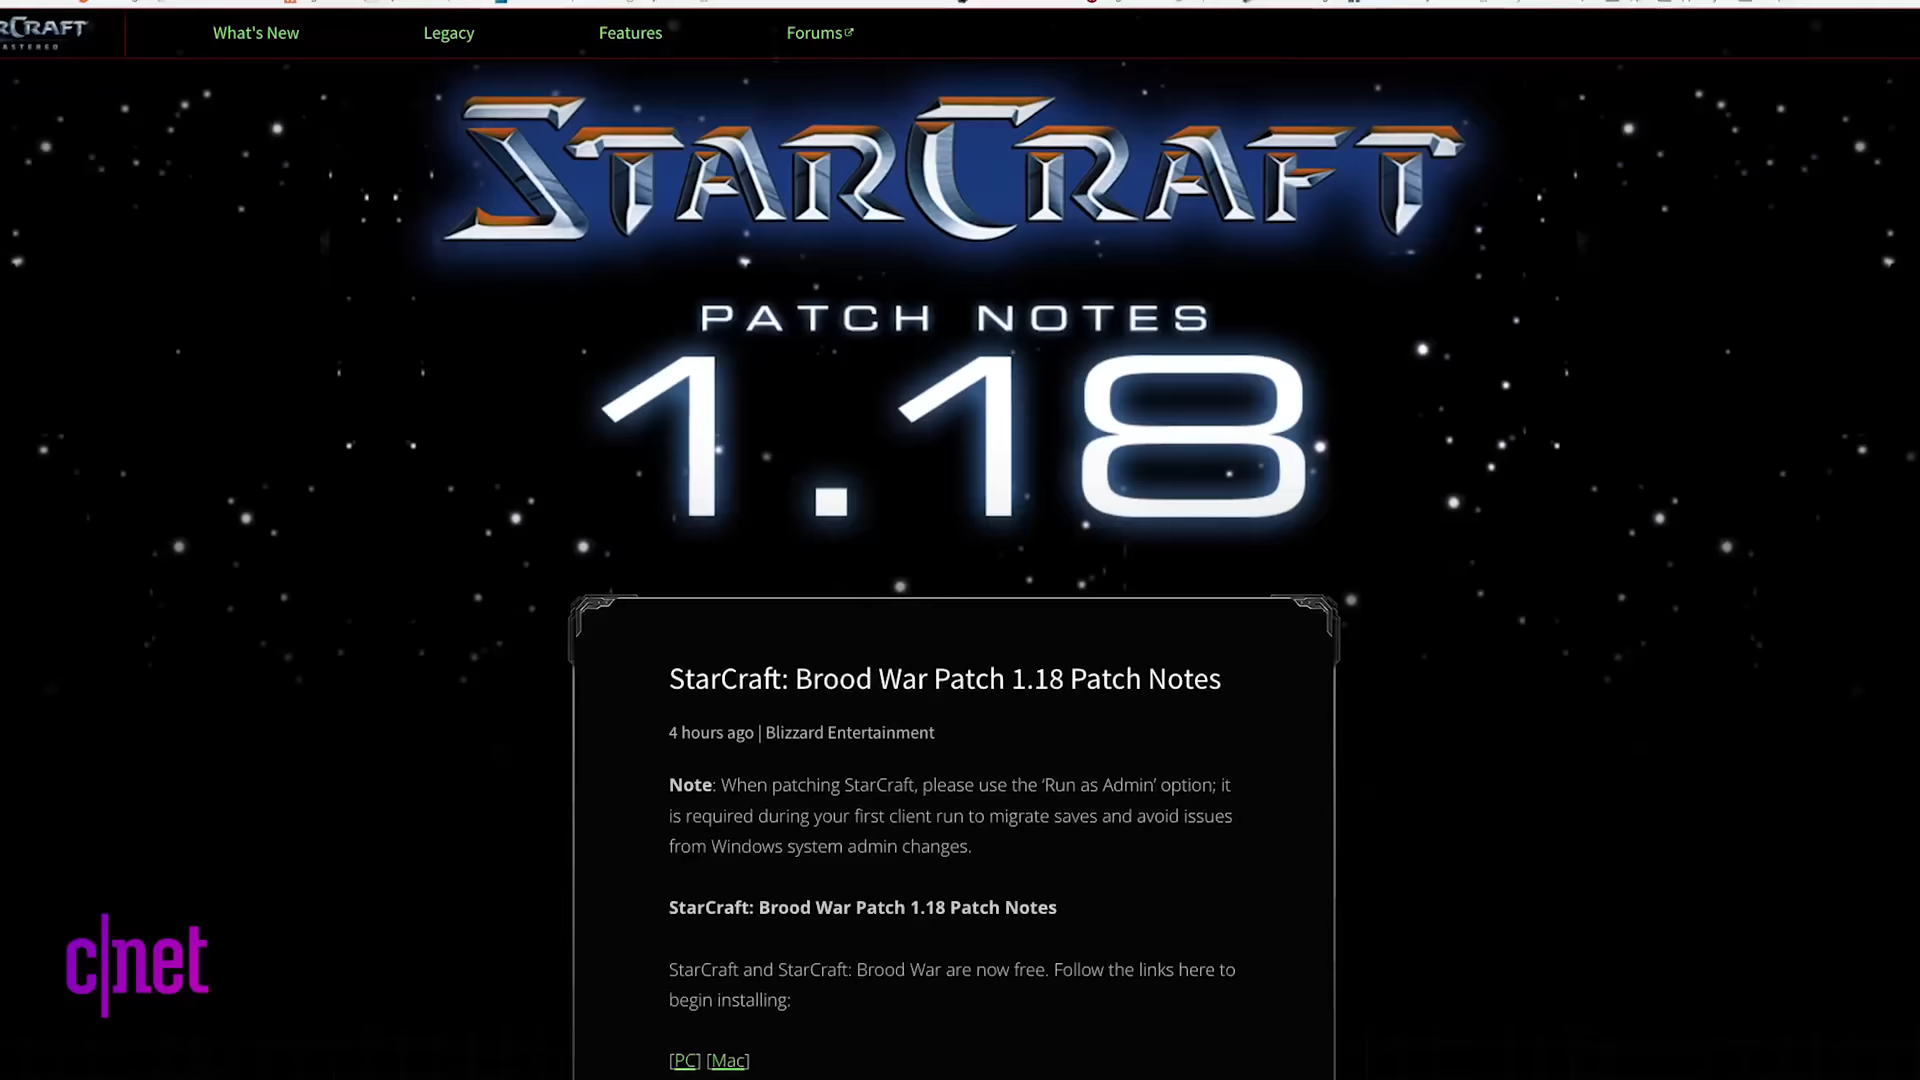 STARCRAFT
What's New
Legacy
Features
Forums
STARCRAFT
PATCH NOTES
1.18
StarCraft: Brood War Patch 1.18 Patch Notes
4 hours ago | Blizzard Entertainment
Note: When patching StarCraft, please use the ‘Run as Admin’ option; it
is required during your first client run to migrate saves and avoid issues
from Windows system admin changes.
StarCraft: Brood War Patch 1.18 Patch Notes
StarCraft and StarCraft: Brood War are now free. Follow the links here to
begin installing:
[PC] [Mac]
c|net